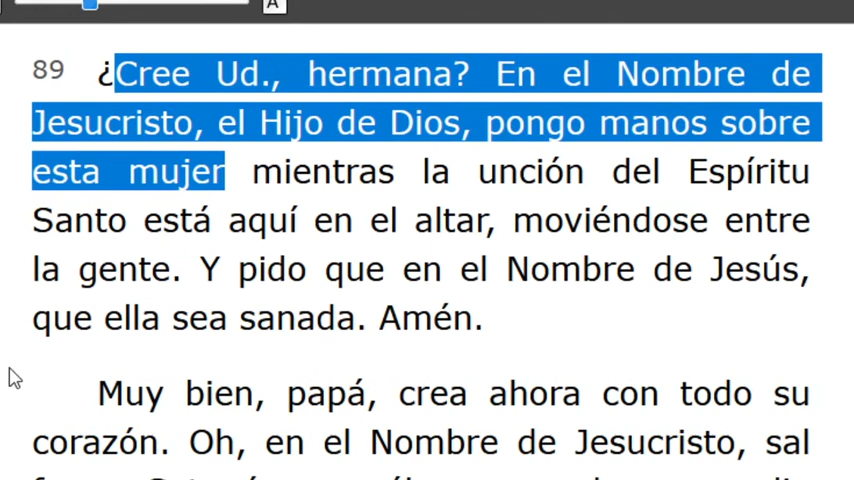 A
89 ¿Cree Ud., hermana? En el Nombre de
Jesucristo, el Hijo de Dios, pongo manos sobre
esta mujer mientras la unción del Espíritu
Santo está aquí en el altar, moviéndose entre
la gente. Y pido que en el Nombre de Jesús,
que ella sea sanada. Amén.
Muy bien, papá, crea ahora con todo su
corazón. Oh, en el Nombre de Jesucristo, sal